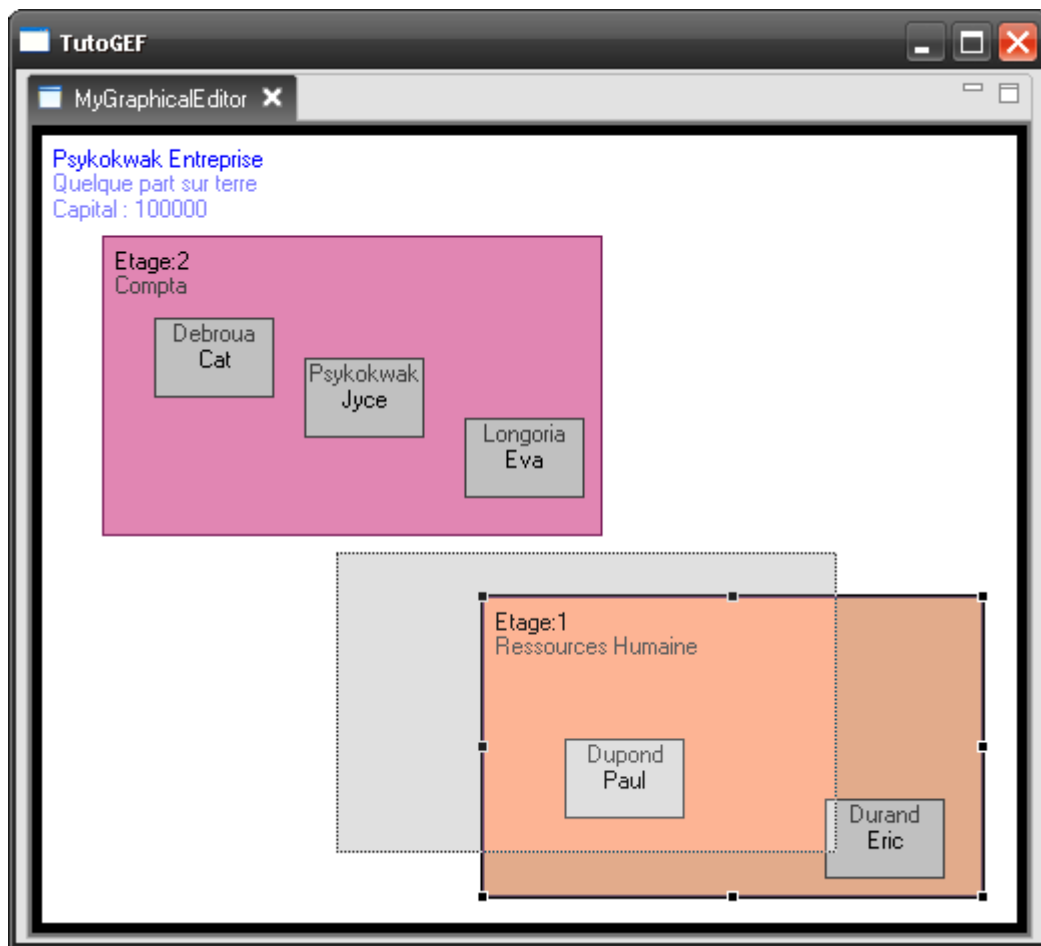 TutoGEF
MyGraphicalEditor
Psykokwak Entreprise
Quelque part sur terre
Capital : 100000
Etage:2
Compta
Debroua
Cat
Psykokwak
Jyce
Longoria
Eva
Etage:1
Ressources Humaine
Dupond
Paul
Durand
Eric